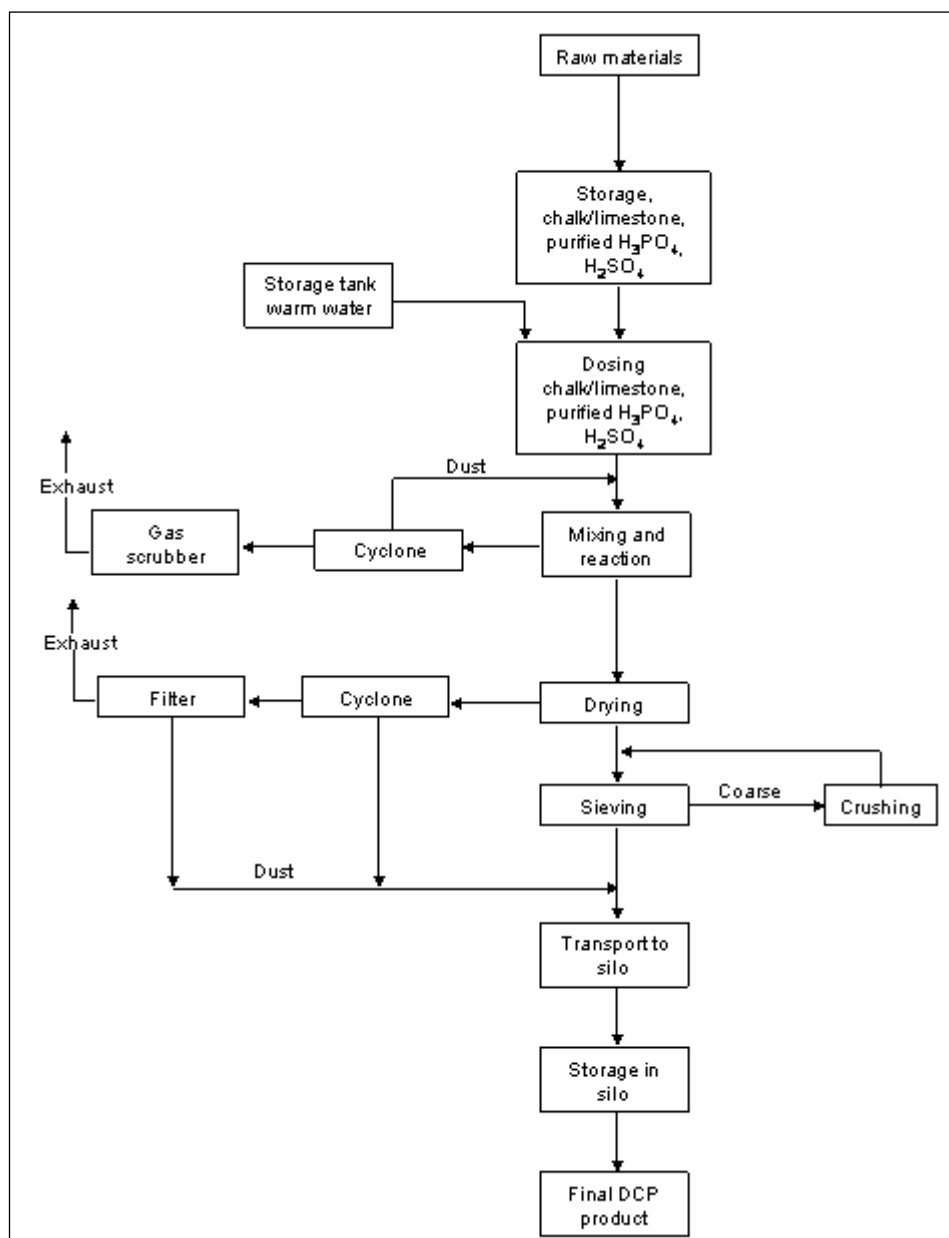 Raw materials
Storage,
chalk/limestone,
purified H₃PO₄,
H₂SO₄
Storage tank
warm water
Dosing
chalk/limestone,
purified H₃PO₄,
H₂SO₄
Dust
Exhaust
Gas
scrubber
Cyclone
Mixing and
reaction
Exhaust
Filter
Cyclone
Drying
Sieving
Coarse
Crushing
Dust
Transport to
silo
Storage in
silo
Final DCP
product